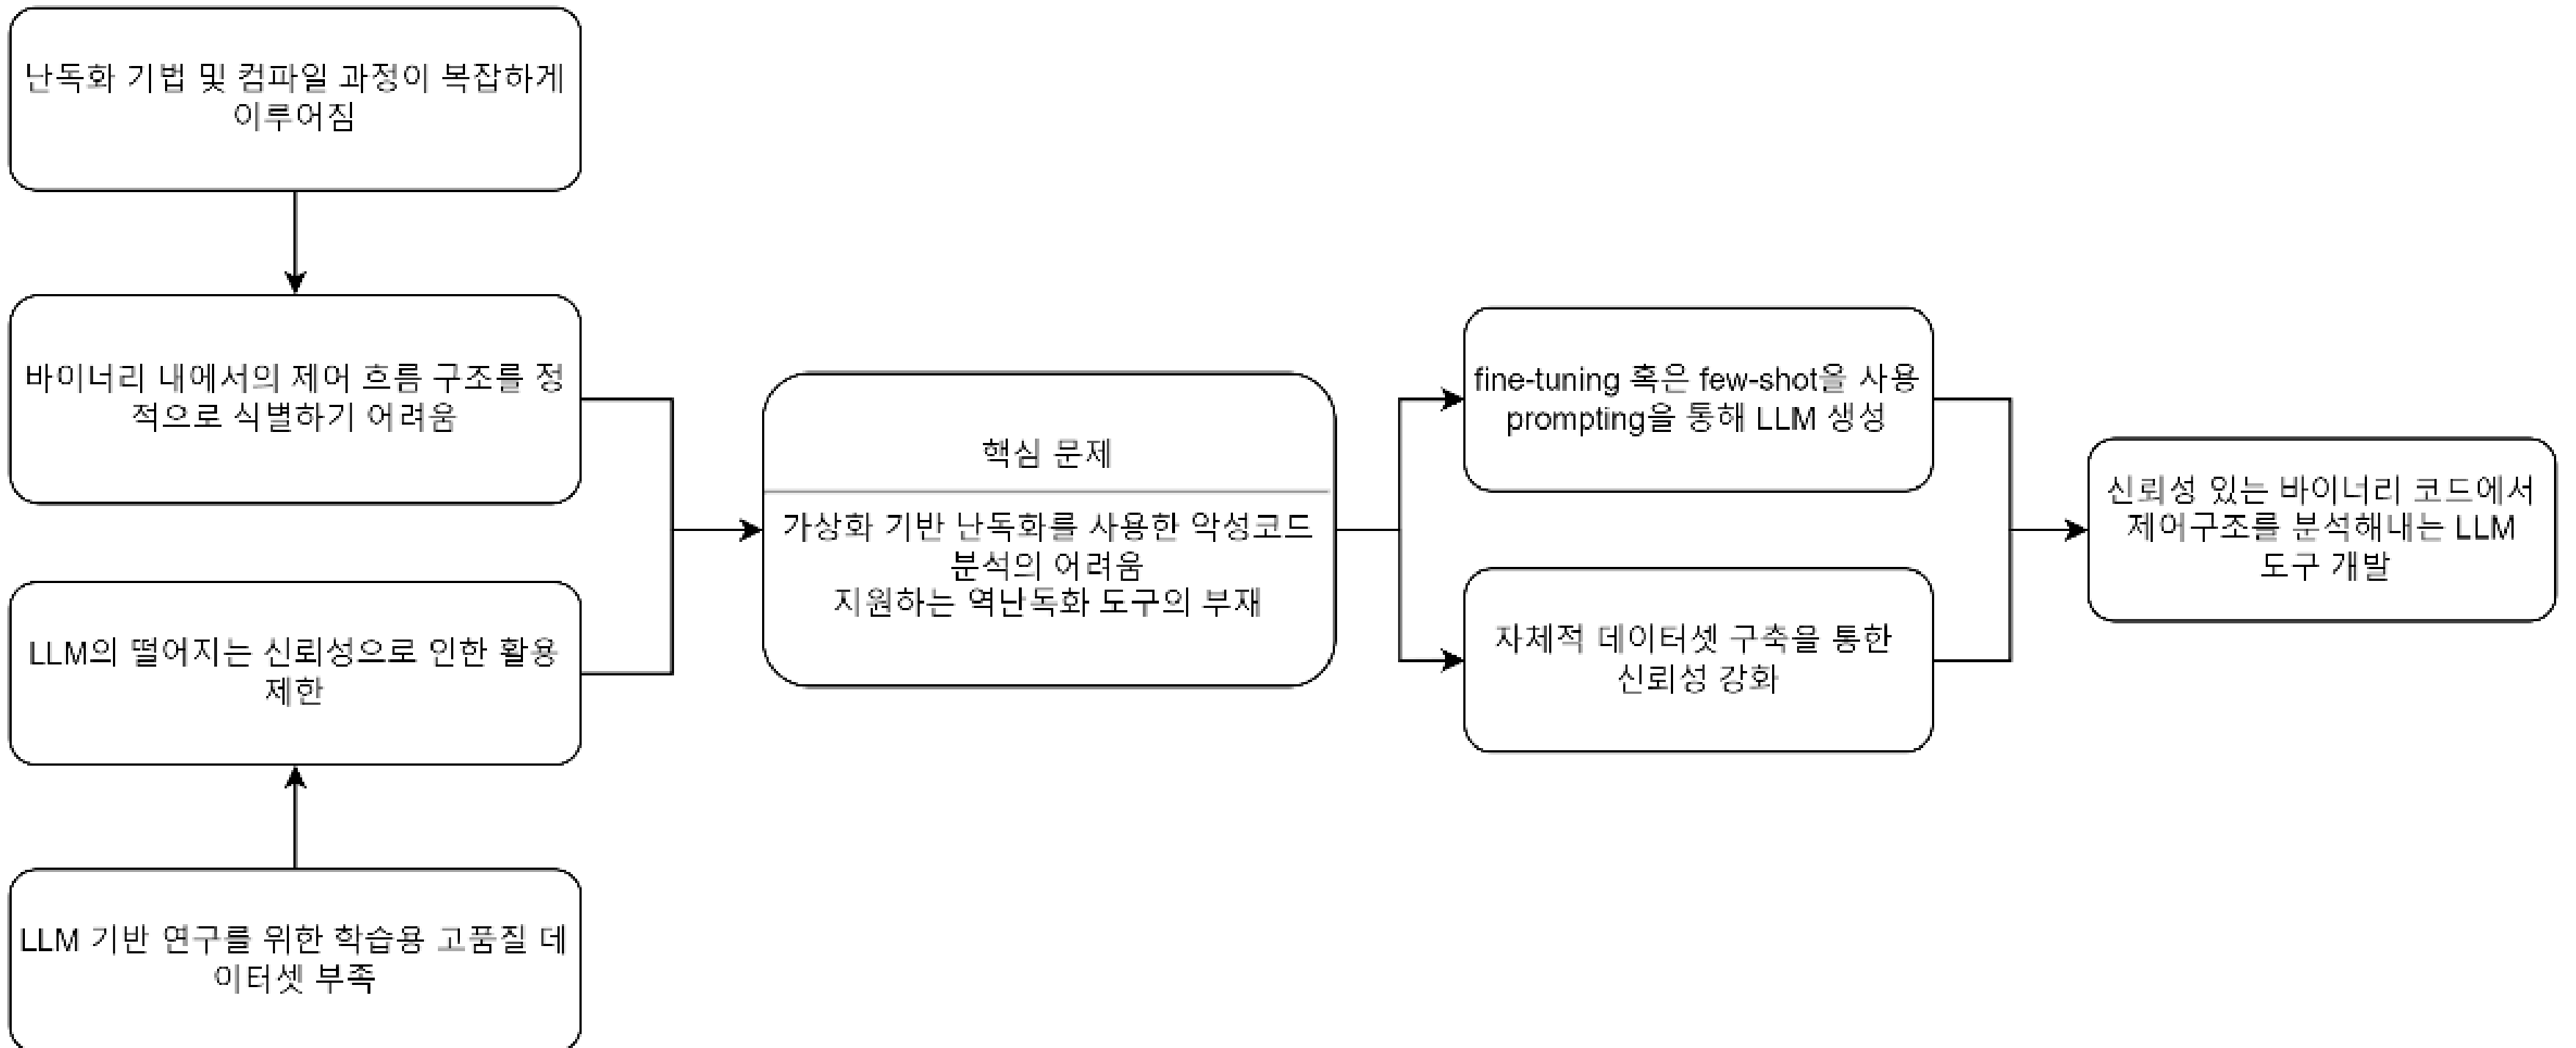 난독화 기법 및 컴파일 과정이 복잡하게
이루어짐
바이너리 내에서의 제어 흐름 구조를 정
적으로 식별하기 어려움
LLM의 떨어지는 신뢰성으로 인한 활용
제한
LLM 기반 연구를 위한 학습용 고품질 데
이터셋 부족
핵심 문제
가상화 기반 난독화를 사용한 악성코드
분석의 어려움
지원하는 역난독화 도구의 부재
fine-tuning 혹은 few-shot을 사용
prompting을 통해 LLM 생성
자체적 데이터셋 구축을 통한
신뢰성 강화
신뢰성 있는 바이너리 코드에서
제어구조를 분석해내는 LLM
도구 개발